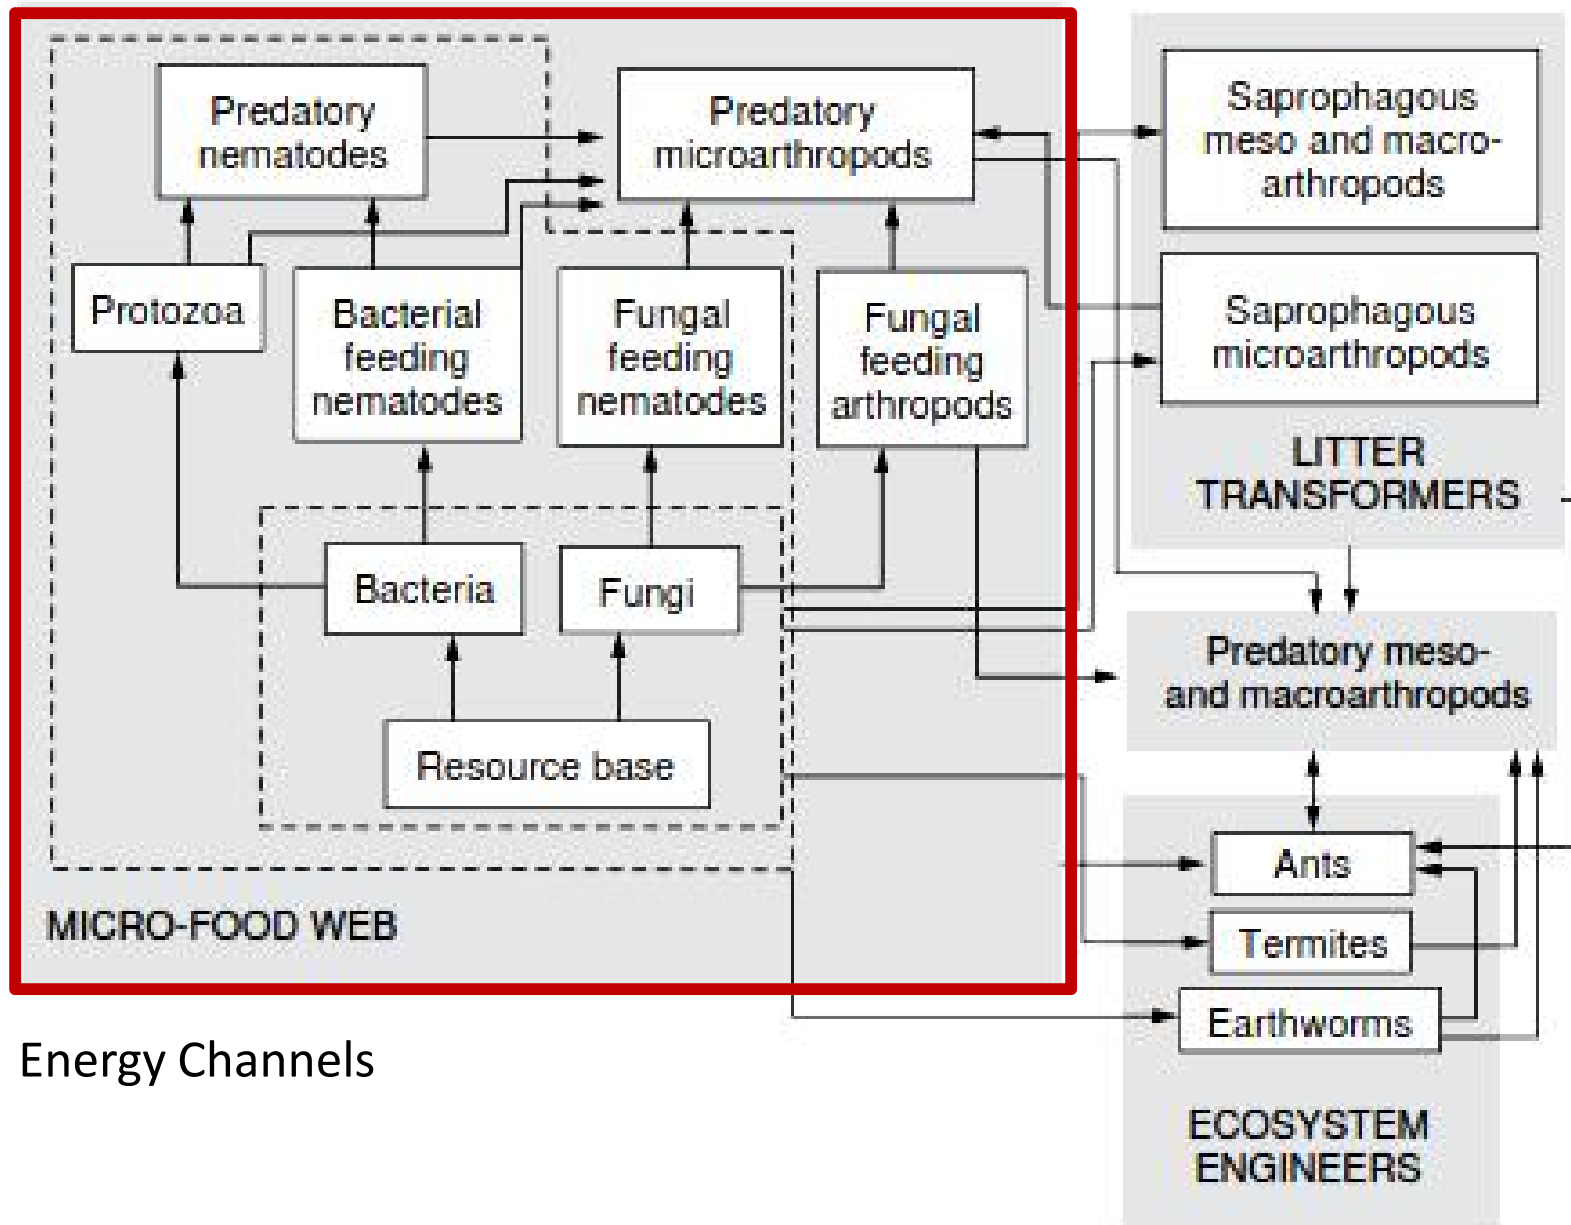 Predatory
nematodes
Predatory
microarthropods
Protozoa
Bacterial
feeding
nematodes
Fungal
feeding
nematodes
Fungal
feeding
arthropods
Bacteria
Fungi
Resource base
MICRO-FOOD WEB
Energy Channels
Saprophagous
meso and macro-
arthropods
Saprophagous
microarthropods
LITTER
TRANSFORMERS
Predatory meso-
and macroarthropods
Ants
Termites
Earthworms
ECOSYSTEM
ENGINEERS